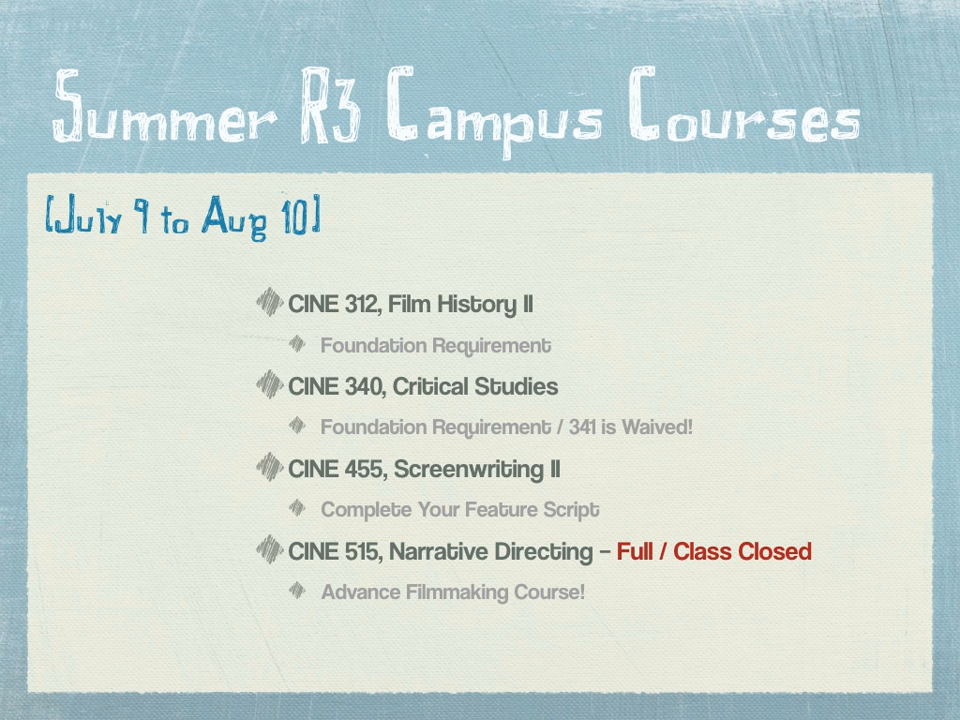 Summer R3 Campus Courses
[July 9 to Aug 10]
CINE 312, Film History II
Foundation Requirement
CINE 340, Critical Studies
Foundation Requirement / 341 is Waived!
CINE 455, Screenwriting II
Complete Your Feature Script
CINE 515, Narrative Directing – Full / Class Closed
Advance Filmmaking Course!